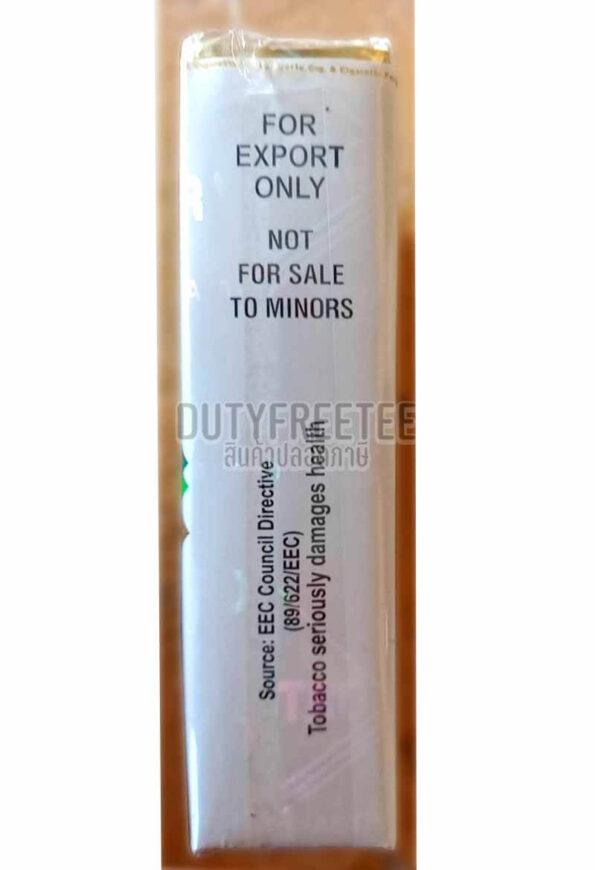 FOR
EXPORT
ONLY
NOT
FOR SALE
TO MINORS
DUTYFREETEE
สินค้าปลอดภาษี
Source: EEC Council Directive
(89/622/EEC)
Tobacco seriously damages health